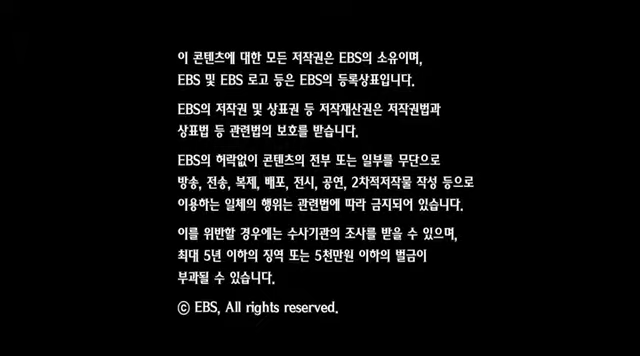 이 콘텐츠에 대한 모든 저작권은 EBS의 소유이며,
EBS 및 EBS 로고 등은 EBS의 등록상표입니다.
EBS의 저작권 및 상표권 등 저작재산권은 저작권법과
상표법 등 관련법의 보호를 받습니다.
EBS의 허락없이 콘텐츠의 전부 또는 일부를 무단으로
방송, 전송, 복제, 배포, 전시, 공연, 2차적저작물 작성 등으로
이용하는 일체의 행위는 관련법에 따라 금지되어 있습니다.
이를 위반할 경우에는 수사기관의 조사를 받을 수 있으며,
최대 5년 이하의 징역 또는 5천만원 이하의 벌금이
부과될 수 있습니다.
ⓒ EBS, All rights reserved.